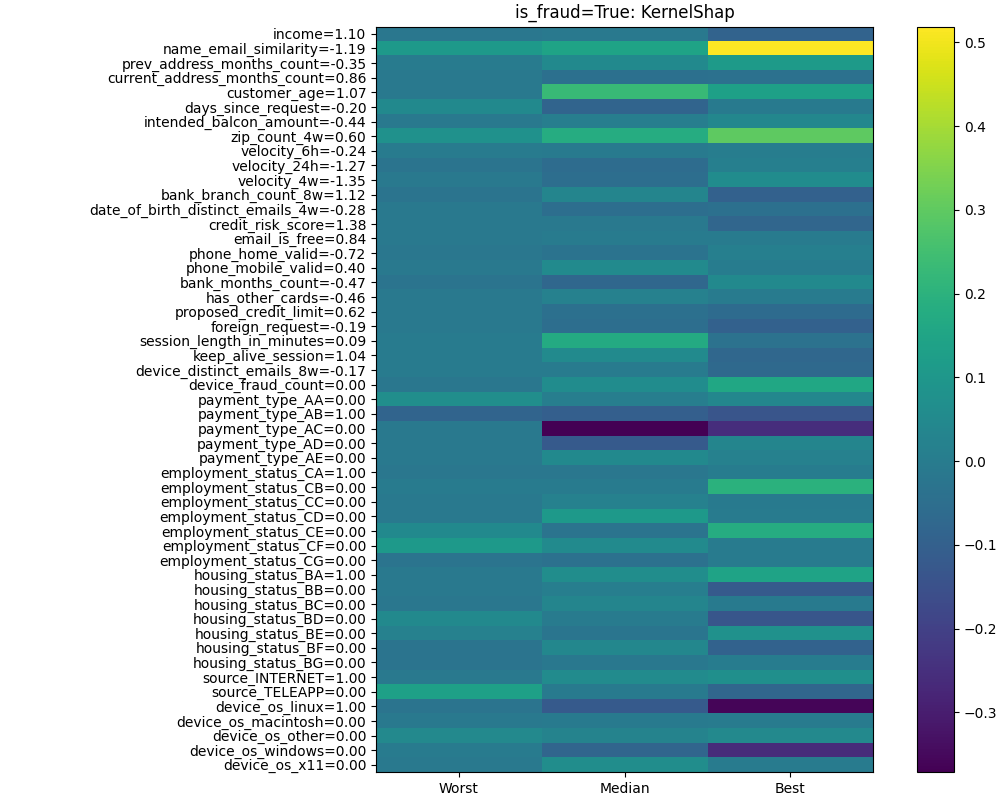 is_fraud=True: KernelShap
income=1.10
name_email_similarity=-1.19
prev_address_months_count=-0.35
current_address_months_count=0.86
customer_age=1.07
days_since_request=-0.20
intended_balcon_amount=-0.44
zip_count_4w=0.60
velocity_6h=-0.24
velocity_24h=-1.27
velocity_4w=-1.35
bank_branch_count_8w=1.12
date_of_birth_distinct_emails_4w=-0.28
credit_risk_score=1.38
email_is_free=0.84
phone_home_valid=-0.72
phone_mobile_valid=0.40
bank_months_count=-0.47
has_other_cards=-0.46
proposed_credit_limit=0.62
foreign_request=-0.19
session_length_in_minutes=0.09
keep_alive_session=1.04
device_distinct_emails_8w=-0.17
device_fraud_count=0.00
payment_type_AA=0.00
payment_type_AB=1.00
payment_type_AC=0.00
payment_type_AD=0.00
payment_type_AE=0.00
employment_status_CA=1.00
employment_status_CB=0.00
employment_status_CC=0.00
employment_status_CD=0.00
employment_status_CE=0.00
employment_status_CF=0.00
employment_status_CG=0.00
housing_status_BA=1.00
housing_status_BB=0.00
housing_status_BC=0.00
housing_status_BD=0.00
housing_status_BE=0.00
housing_status_BF=0.00
housing_status_BG=0.00
source_INTERNET=1.00
source_TELEAPP=0.00
device_os_linux=1.00
device_os_macintosh=0.00
device_os_other=0.00
device_os_windows=0.00
device_os_x11=0.00
Worst Median Best
0.5
0.4
0.3
0.2
0.1
0.0
−0.1
−0.2
−0.3